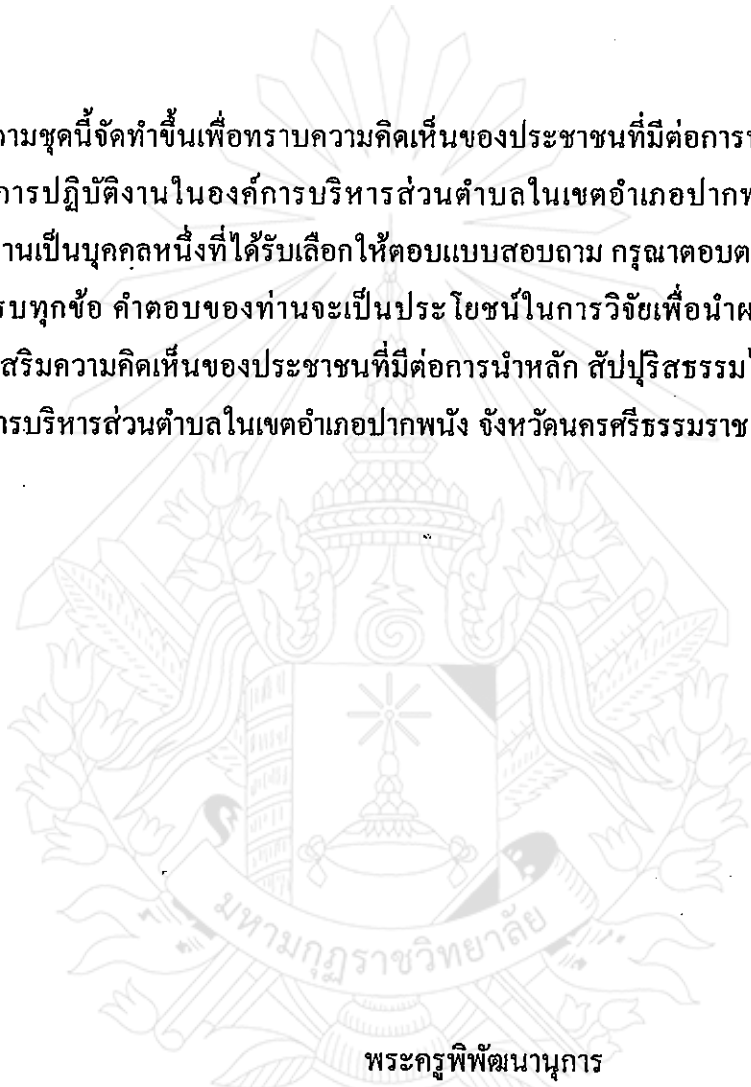 ามชุดนี้จัดทำขึ้นเพื่อทราบความคิดเห็นของประชาชนที่มีต่อการ
การปฏิบัติงานในองค์การบริหารส่วนตำบลในเขตอำเภอปากพ
านเป็นบุคคลหนึ่งที่ได้รับเลือกให้ตอบแบบสอบถาม กรุณาตอบต
รบทุกข้อ คำตอบของท่านจะเป็นประโยชน์ในการวิจัยเพื่อนำผ
สริมความคิดเห็นของประชาชนที่มีต่อการนำหลัก สัปปุริสธรรม
ารบริหารส่วนตำบลในเขตอำเภอปากพนัง จังหวัดนครศรีธรรมราช
มหามกุฏราชวิทยาลัย
พระครูพิพัฒนานุการ